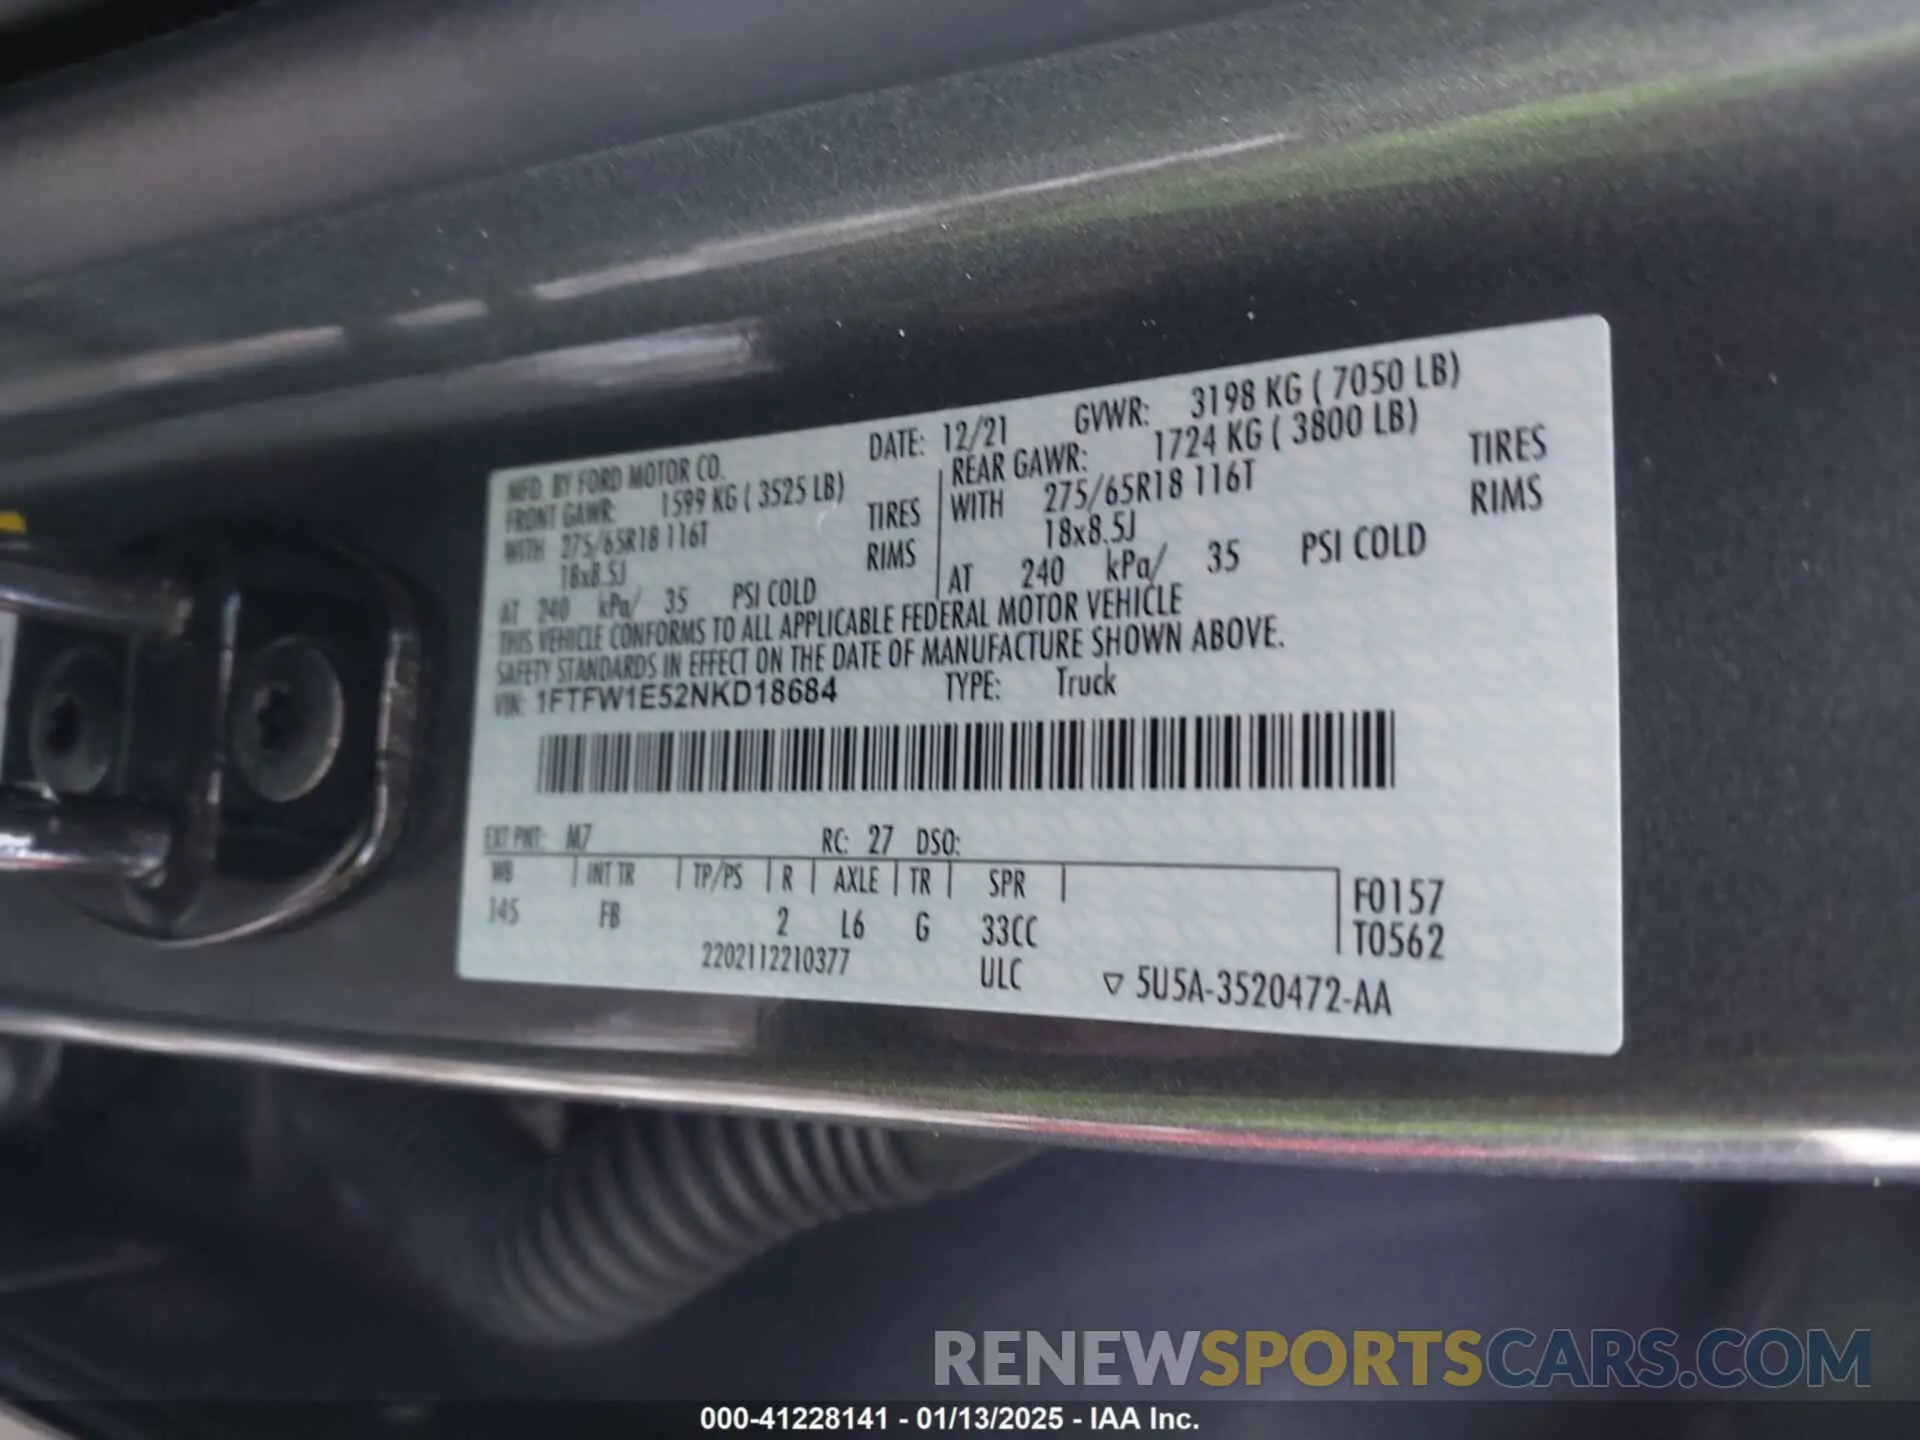 MFD. BY FORD MOTOR CO. DATE: 12/21 GVWR: 3198 KG ( 7050 LB)
FRONT GAWR: 1599 KG ( 3525 LB) REAR GAWR: 1724 KG ( 3800 LB)
WITH 275/65R18 116T TIRES WITH 275/65R18 116T TIRES
18x8.5J RIMS 18x8.5J RIMS
AT 240 kPa/ 35 PSI COLD AT 240 kPa/ 35 PSI COLD
THIS VEHICLE CONFORMS TO ALL APPLICABLE FEDERAL MOTOR VEHICLE
SAFETY STANDARDS IN EFFECT ON THE DATE OF MANUFACTURE SHOWN ABOVE.
VIN: 1FTFW1E52NKD18684 TYPE: Truck
EXT PNT: M7 RC: 27 DSO:
WB INT TR TP/PS R AXLE TR SPR F0157
145 FB 2 L6 G 33CC T0562
2202112210377 ULC ▽ 5U5A-3520472-AA
RENEWSPORTSCARS.COM
000-41228141 - 01/13/2025 - IAA Inc.